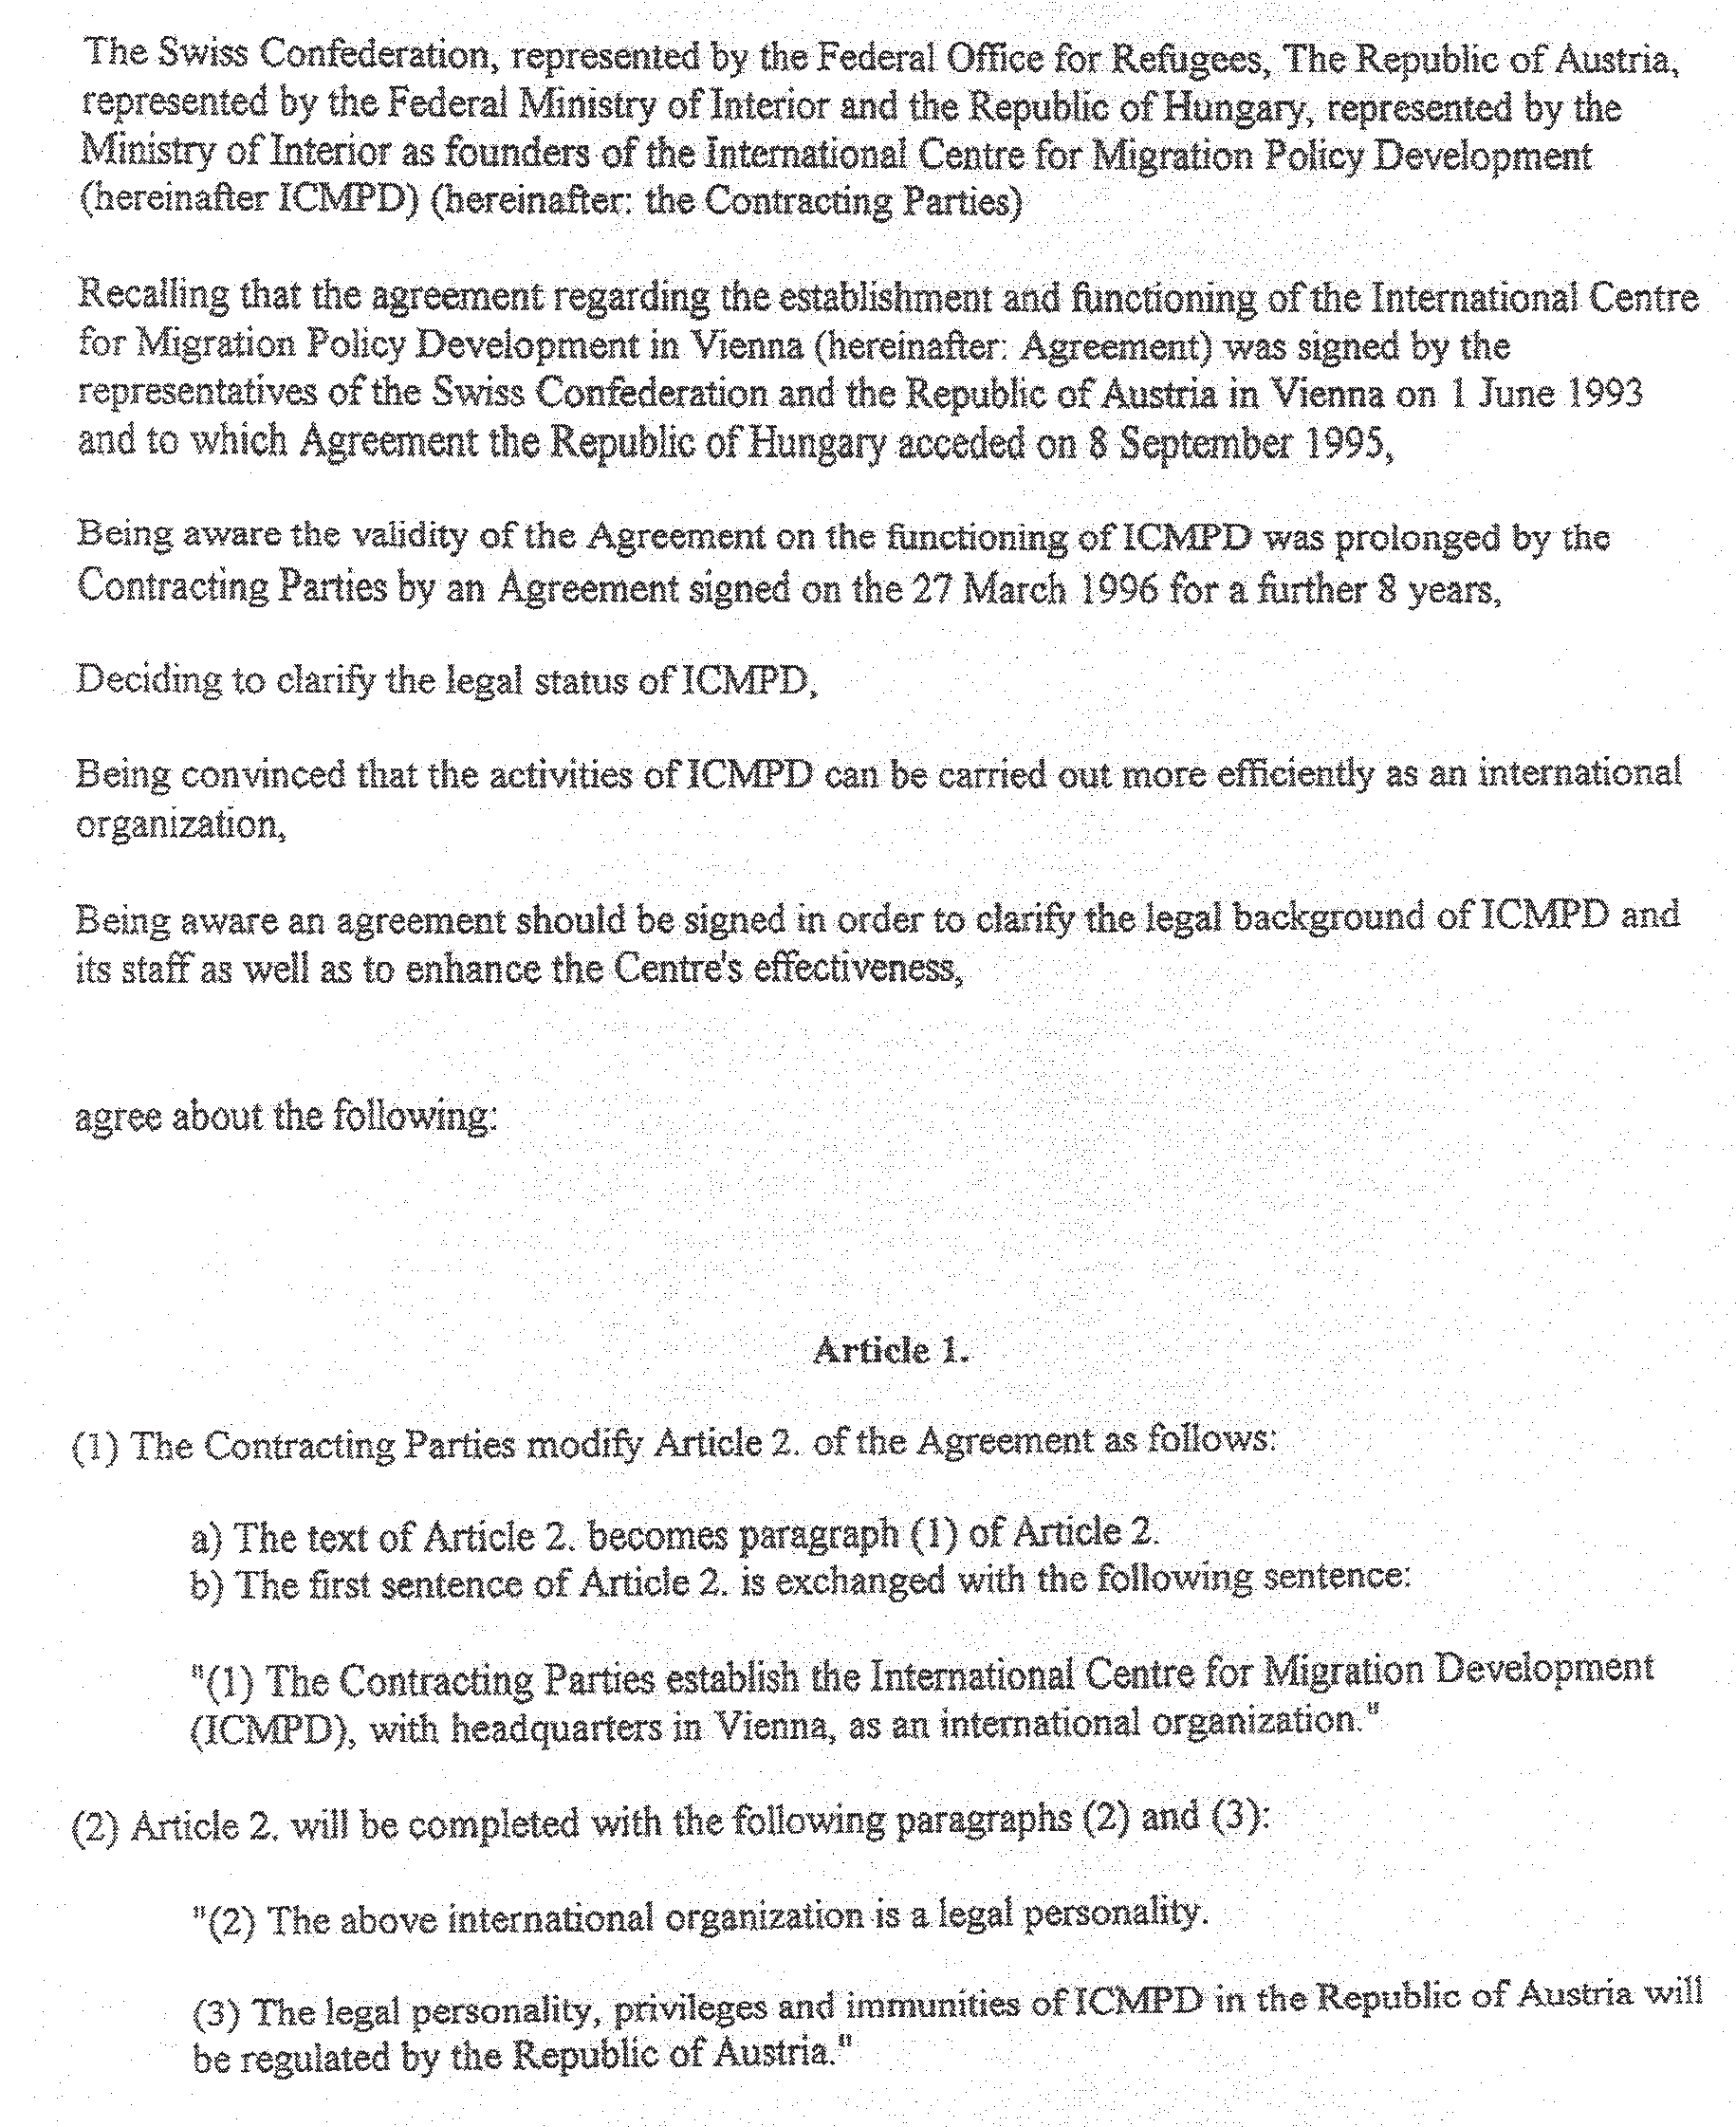 The Swiss Confederation, represented by the Federal Office for Refugees, The Republic of Austria,
represented by the Federal Ministry of Interior and the Republic of Hungary, represented by the
Ministry of Interior as founders of the International Centre for Migration Policy Development
(hereinafter ICMPD) (hereinafter: the Contracting Parties)
Recalling that the agreement regarding the establishment and functioning of the International Centre
for Migration Policy Development in Vienna (hereinafter: Agreement) was signed by the
representatives of the Swiss Confederation and the Republic of Austria in Vienna on 1 June 1993
and to which Agreement the Republic of Hungary acceded on 8 September 1995,
Being aware the validity of the Agreement on the functioning of ICMPD was prolonged by the
Contracting Parties by an Agreement signed on the 27 March 1996 for a further 8 years,
Deciding to clarify the legal status of ICMPD,
Being convinced that the activities of ICMPD can be carried out more efficiently as an international
organization,
Being aware an agreement should be signed in order to clarify the legal background of ICMPD and
its staff as well as to enhance the Centre's effectiveness,
agree about the following:
Article 1.
(1) The Contracting Parties modify Article 2. of the Agreement as follows:
a) The text of Article 2. becomes paragraph (1) of Article 2.
b) The first sentence of Article 2. is exchanged with the following sentence:
"(1) The Contracting Parties establish the International Centre for Migration Development
(ICMPD), with headquarters in Vienna, as an international organization."
(2) Article 2. will be completed with the following paragraphs (2) and (3):
"(2) The above international organization is a legal personality.
(3) The legal personality, privileges and immunities of ICMPD in the Republic of Austria will
be regulated by the Republic of Austria."